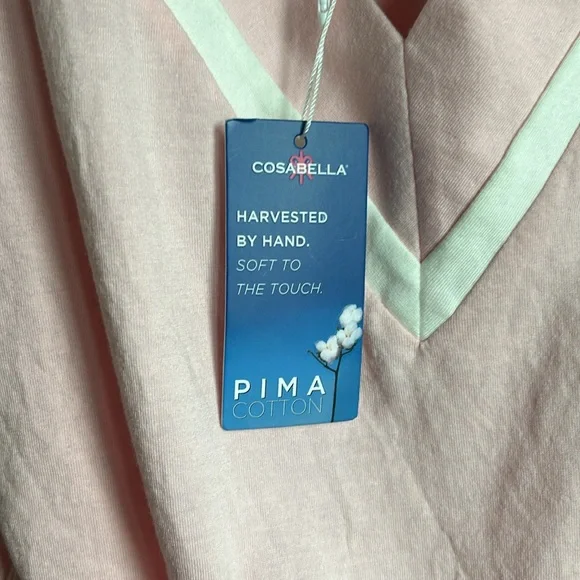 COSABELLA®
HARVESTED
BY HAND.
SOFT TO
THE TOUCH.
PIMA
COTTON